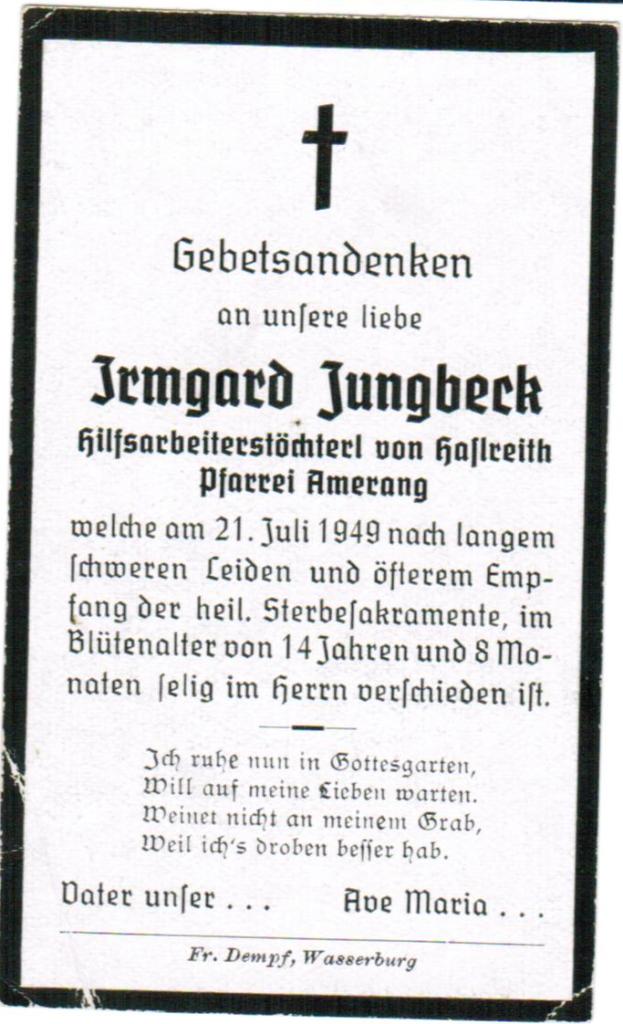 Gebetsandenken
an unsere liebe
Irmgard Jungbeck
Hilfsarbeiterstöchterl von Haslreith
Pfarrei Amerang
welche am 21. Juli 1949 nach langem
schweren Leiden und öfterem Emp-
fang der heil. Sterbesakramente, im
Blütenalter von 14 Jahren und 8 Mo-
naten selig im Herrn verschieden ist.
Ich ruhe nun in Gottesgarten,
Will auf meine Lieben warten.
Weinet nicht an meinem Grab,
Weil ich's droben besser hab.
Vater unser . . . Ave Maria . . .
Fr. Dempf, Wasserburg